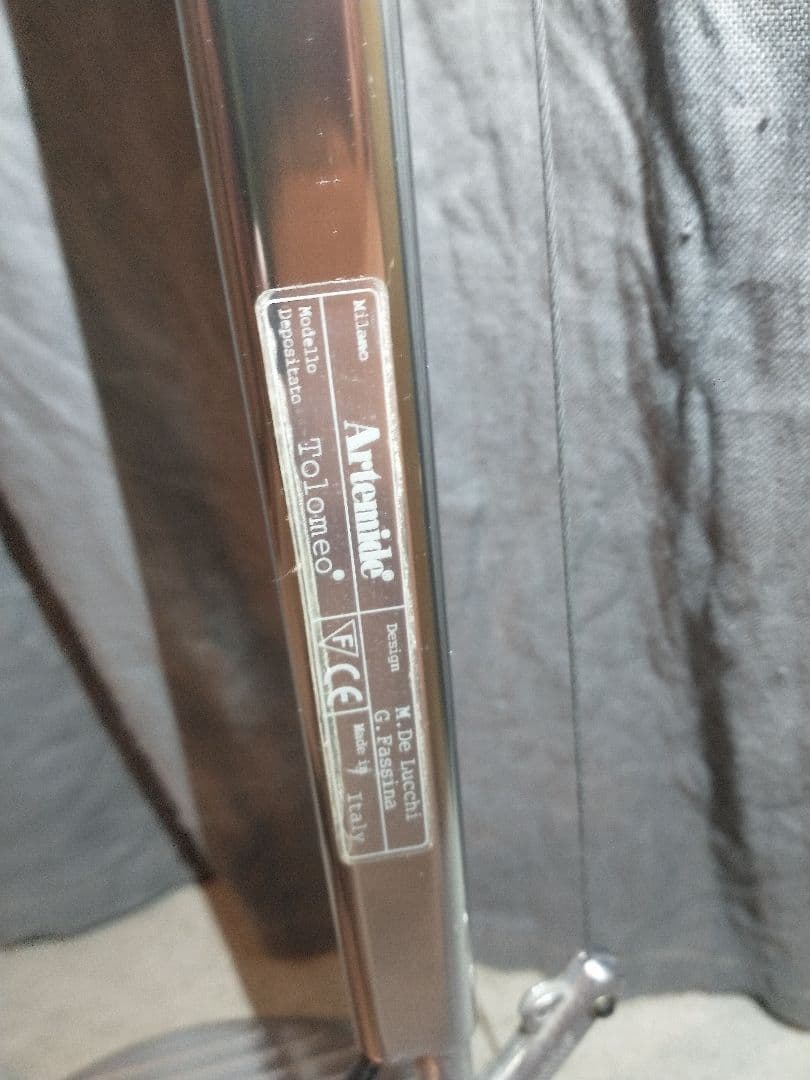 Milano
Artemide
Design M.De Lucchi
G.Fassina
Modello
Depositato
Tolomeo
F CE
Made in Italy